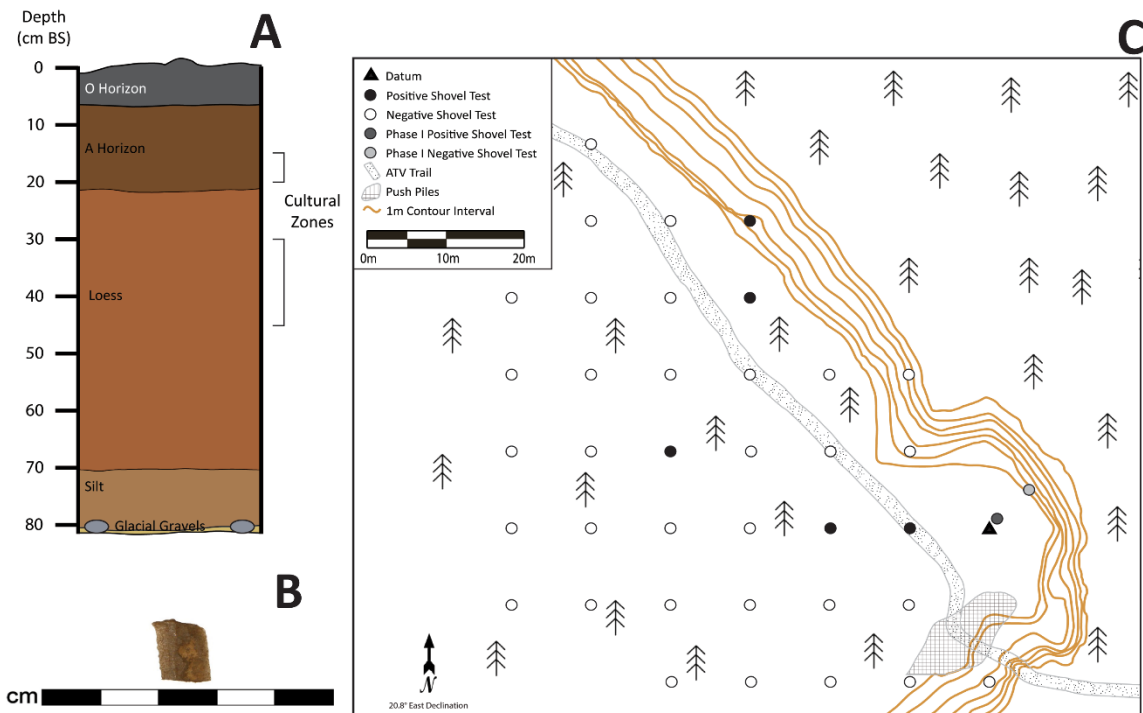 Depth
(cm BS)
A
0
O Horizon
10
A Horizon
20
Cultural
Zones
30
Loess
40
50
60
70
Silt
80
Glacial Gravels
B
cm
C
Datum
Positive Shovel Test
Negative Shovel Test
Phase I Positive Shovel Test
Phase I Negative Shovel Test
ATV Trail
Push Piles
1m Contour Interval
0m 10m 20m
N
20.8° East Declination